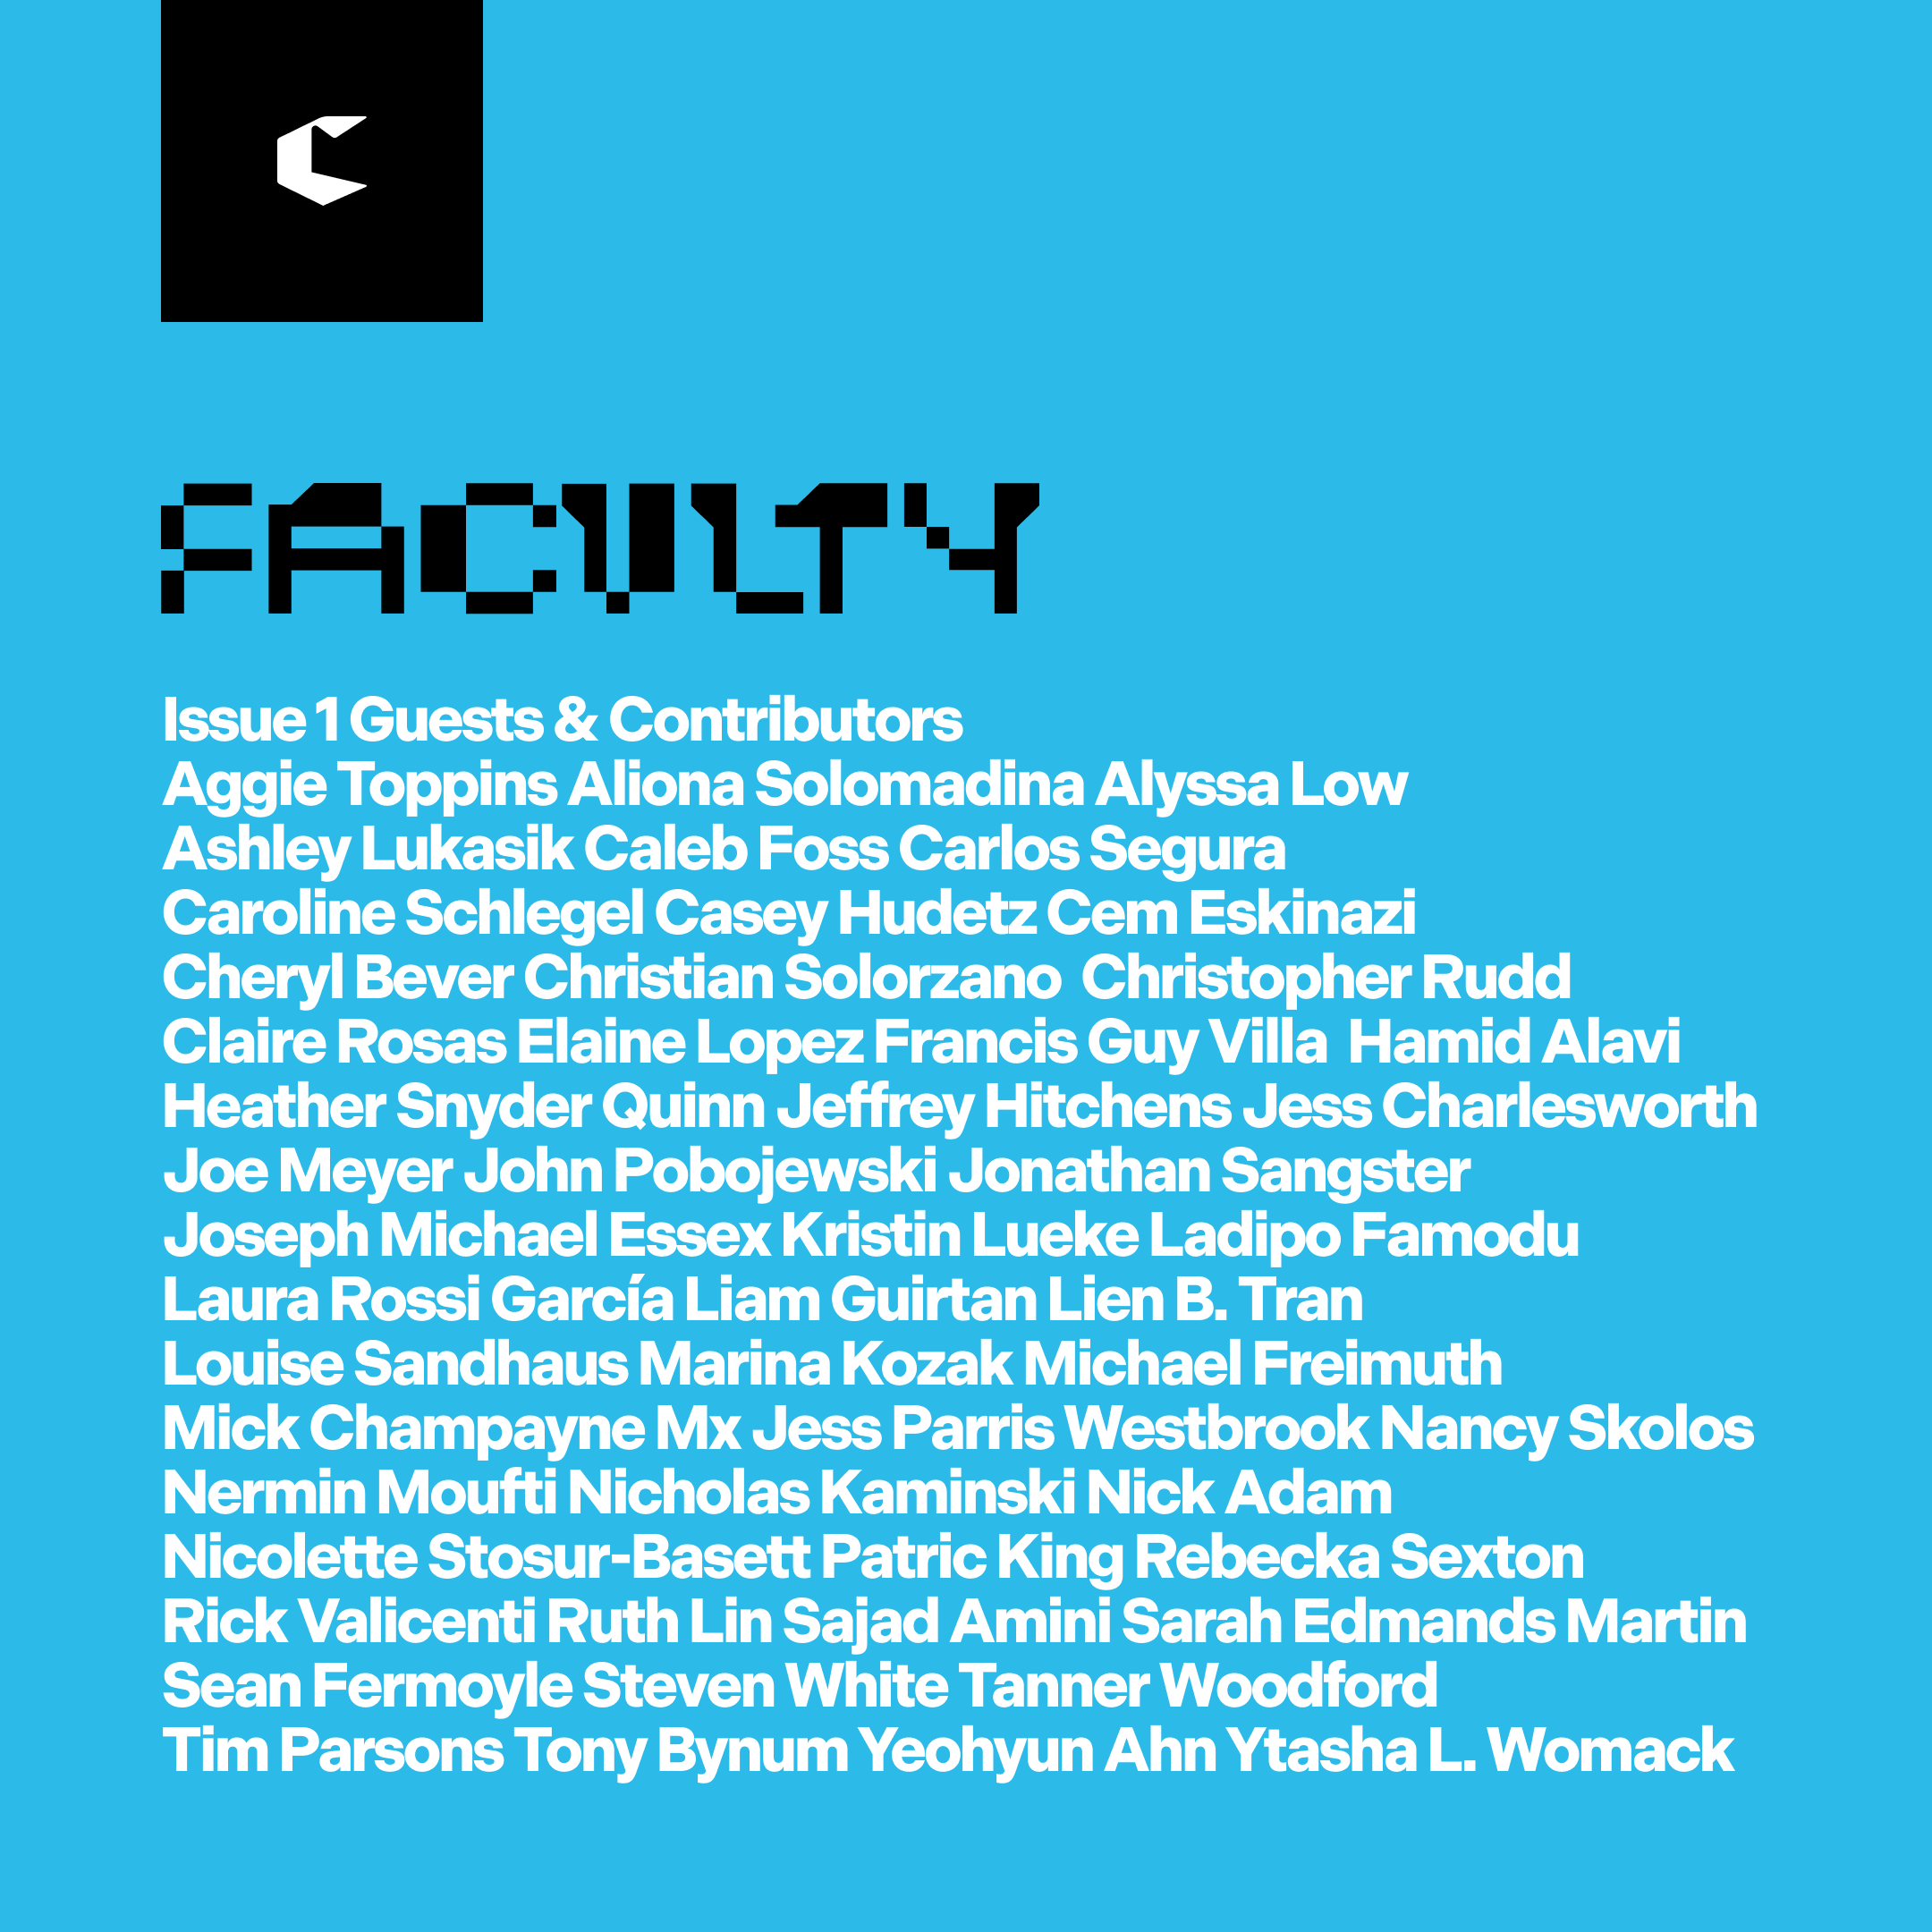 FACULTY
Issue 1 Guests & Contributors
Aggie Toppins Aliona Solomadina Alyssa Low
Ashley Lukasik Caleb Foss Carlos Segura
Caroline Schlegel Casey Hudetz Cem Eskinazi
Cheryl Bever Christian Solorzano  Christopher Rudd
Claire Rosas Elaine Lopez Francis Guy Villa  Hamid Alavi
Heather Snyder Quinn Jeffrey Hitchens Jess Charlesworth
Joe Meyer John Pobojewski Jonathan Sangster
Joseph Michael Essex Kristin Lueke Ladipo Famodu
Laura Rossi García Liam Guirtan Lien B. Tran
Louise Sandhaus Marina Kozak Michael Freimuth
Mick Champayne Mx Jess Parris Westbrook Nancy Skolos
Nermin Moufti Nicholas Kaminski Nick Adam
Nicolette Stosur-Basett Patric King Rebecka Sexton
Rick Valicenti Ruth Lin Sajad Amini Sarah Edmands Martin
Sean Fermoyle Steven White Tanner Woodford
Tim Parsons Tony Bynum Yeohyun Ahn Ytasha L. Womack